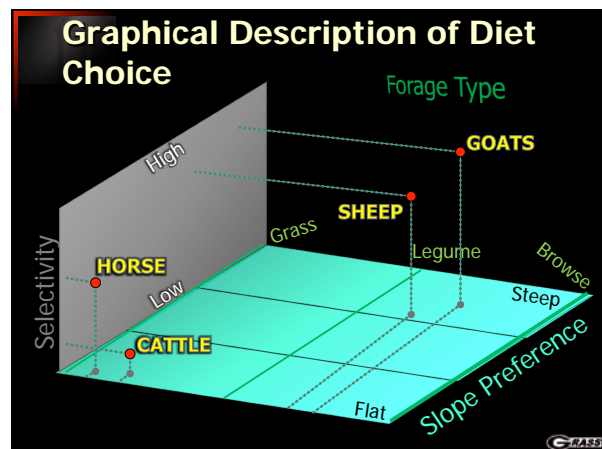 Graphical Description of Diet
Choice
Forage Type
High
GOATS
SHEEP
Grass
Legume
Browse
Selectivity
HORSE
Low
Steep
CATTLE
Slope Preference
Flat
GRASS